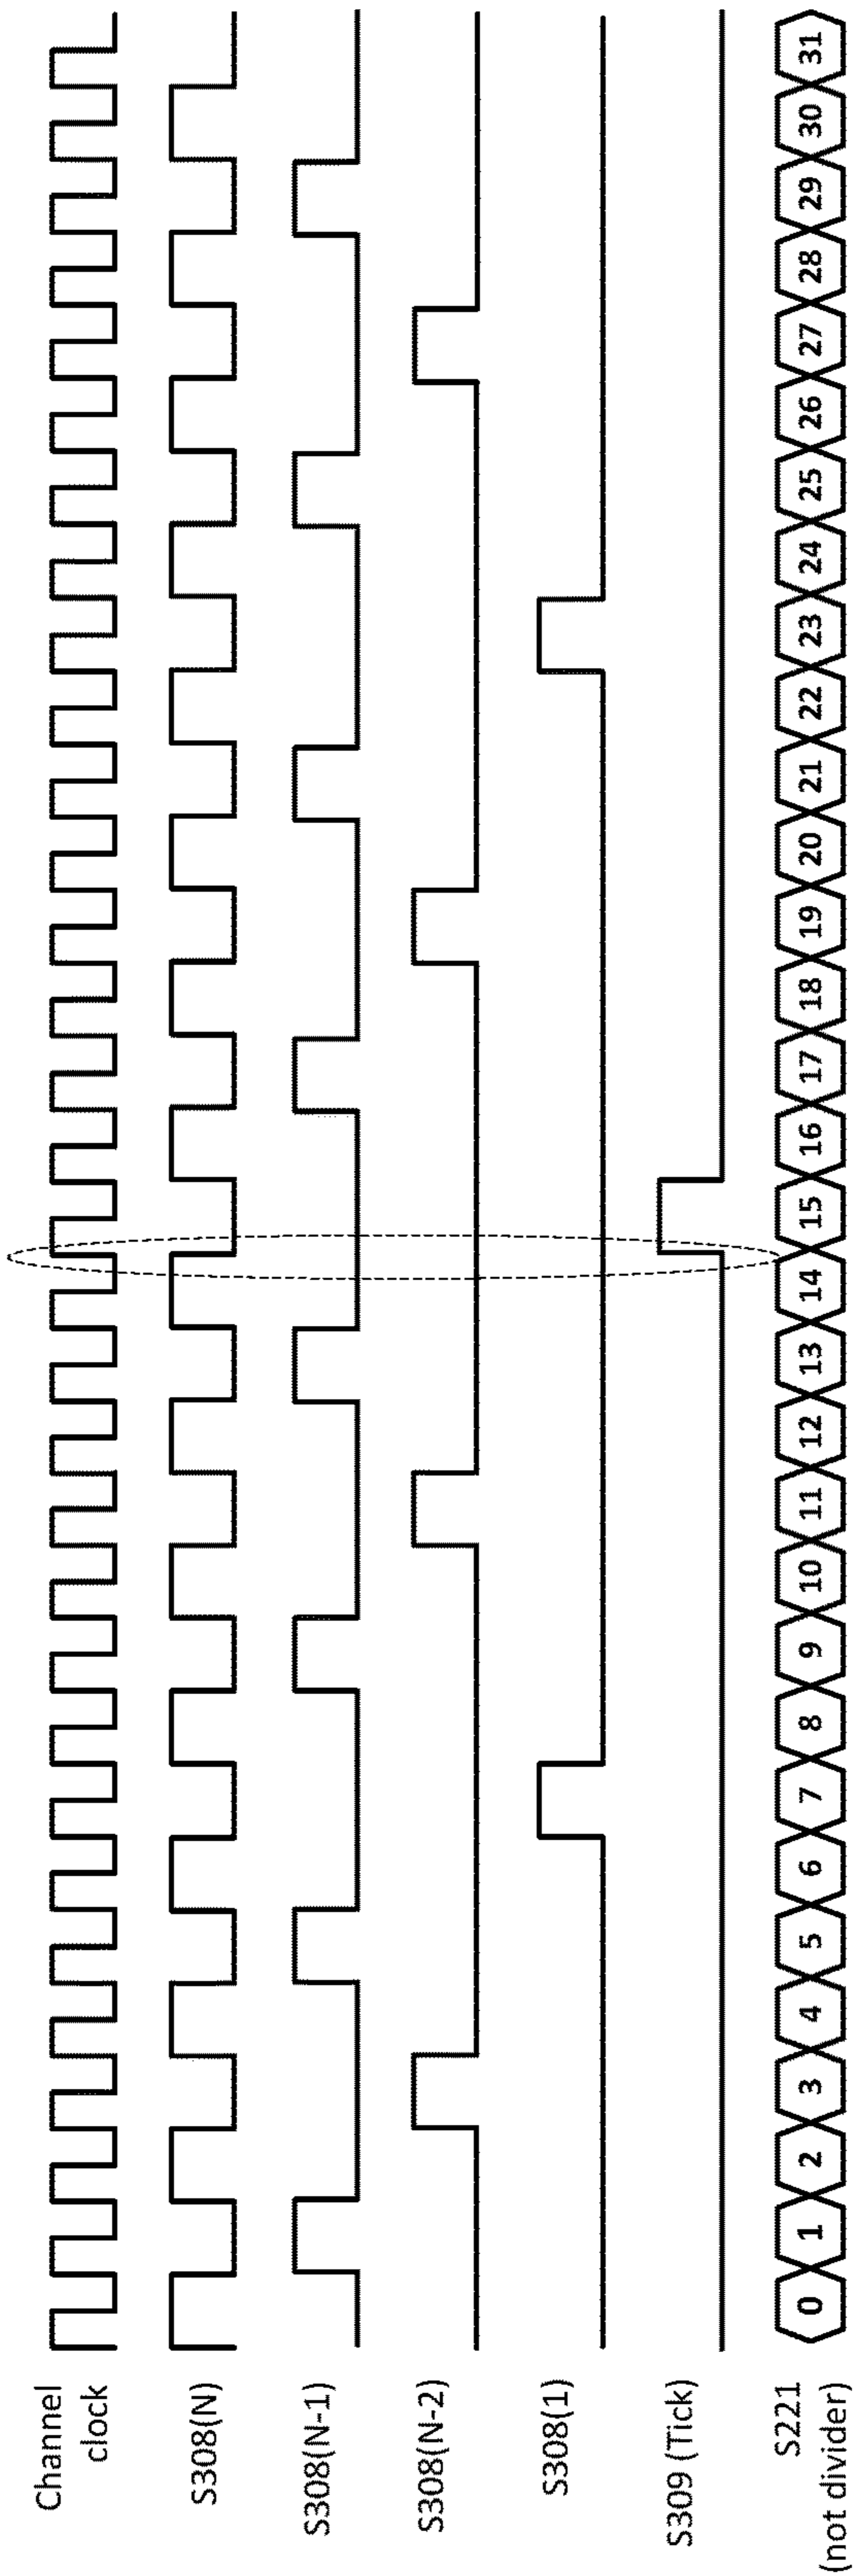 Channel
clock
S308(N)
S308(N-1)
S308(N-2)
S308(1)
S309 (Tick)
S221
(not divider)
0 1 2 3 4 5 6 7 8 9 10 11 12 13 14 15 16 17 18 19 20 21 22 23 24 25 26 27 28 29 30 31